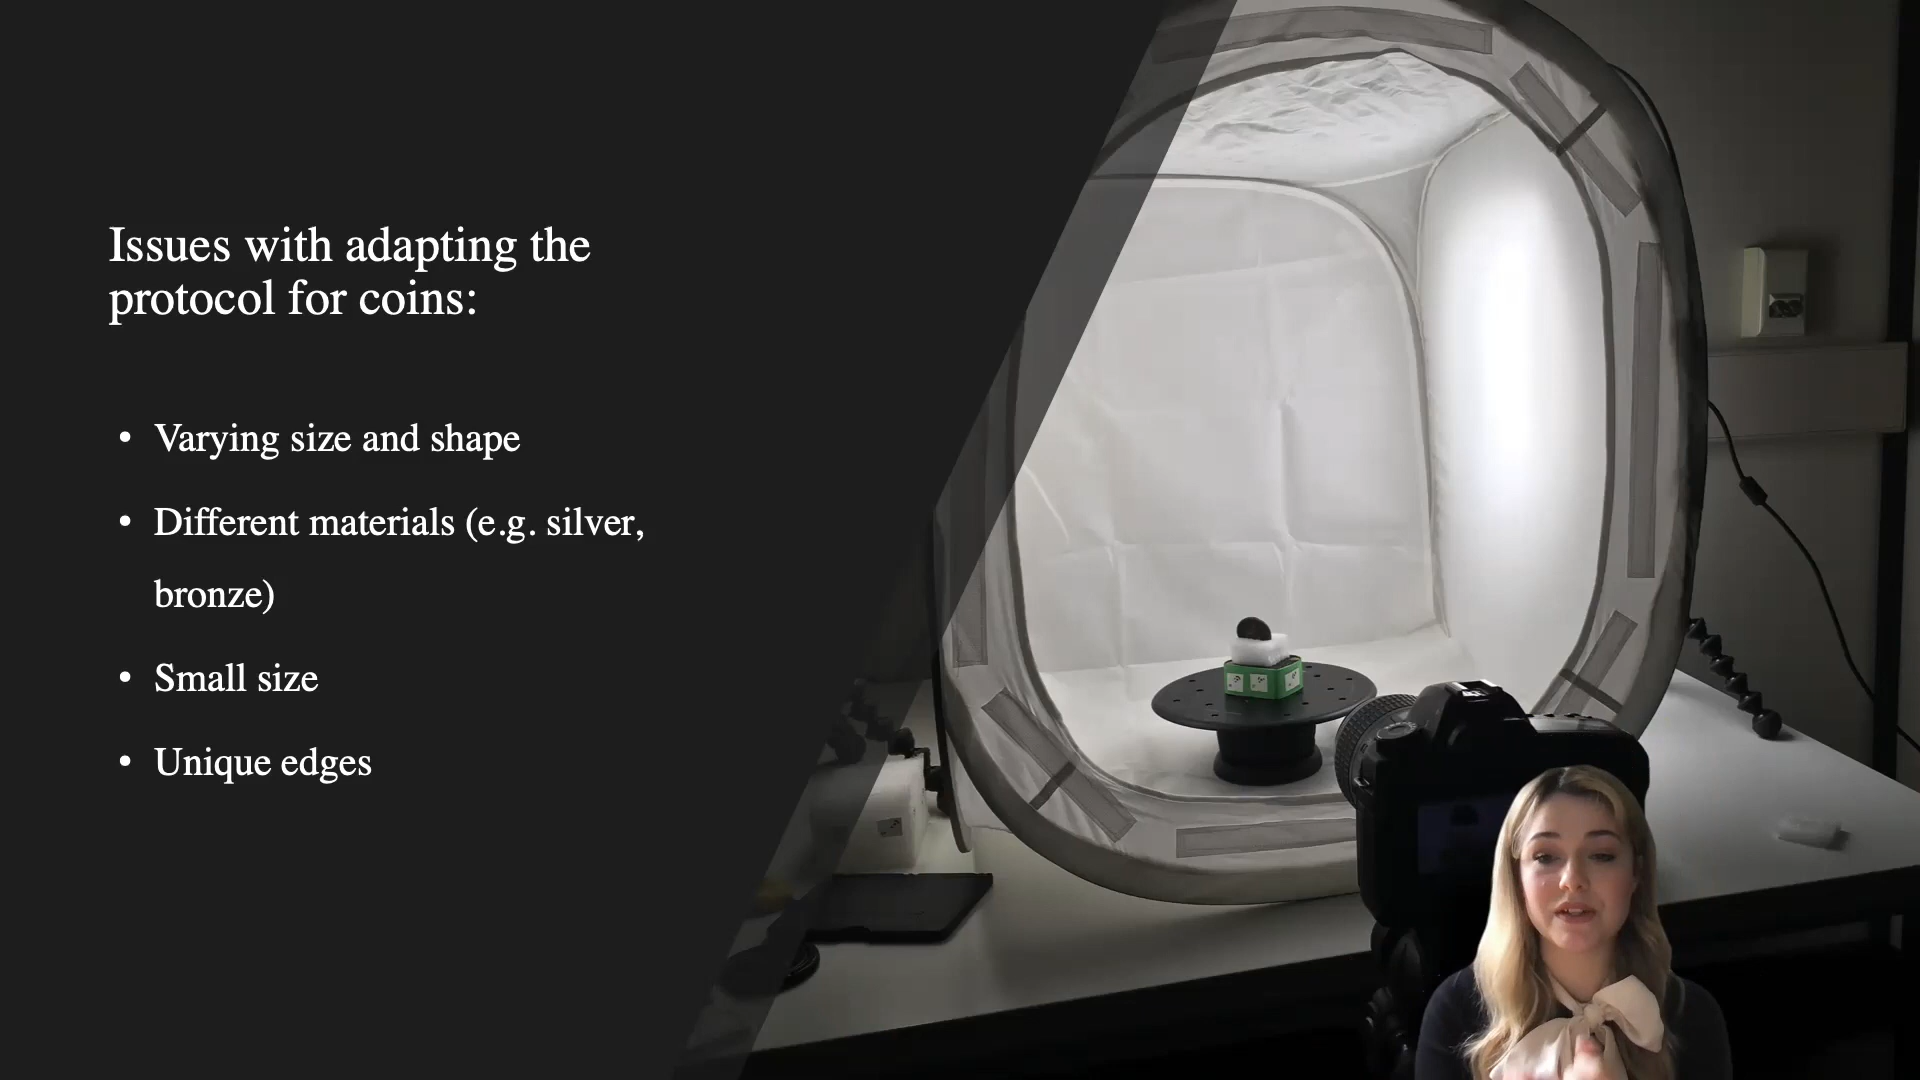 Issues with adapting the
protocol for coins:
• Varying size and shape
• Different materials (e.g. silver,
bronze)
• Small size
• Unique edges